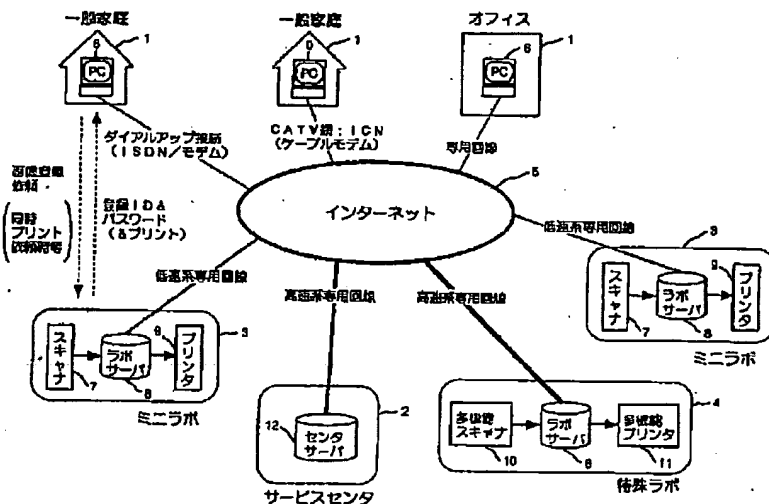 一般家庭
一般家庭
オフィス
6
1
PC
6
1
PC
6
1
PC
ダイアルアップ接続
(ISDN/モデム)
CATV網:ICN
(ケーブルモデム)
専用回線
画像登録
依頼
同時
プリント
依頼時等
登録ID&
パスワード
(&プリント)
5
インターネット
低速系専用回線
低速系専用回線
高速系専用回線
高速系専用回線
3
スキャナ
7
ラボ
サーバ
8
9
プリンタ
ミニラボ
3
スキャナ
7
ラボ
サーバ
8
9
プリンタ
ミニラボ
2
12
センタ
サーバ
サービスセンタ
4
多機能
スキャナ
10
ラボ
サーバ
8
多機能
プリンタ
11
特殊ラボ